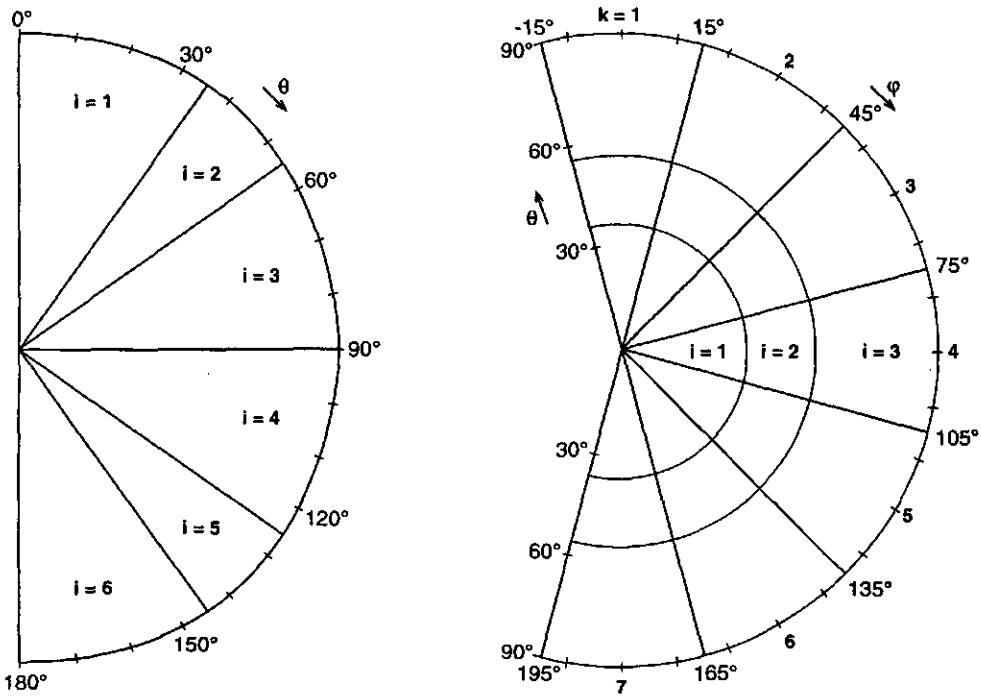 0°
30°
θ
i = 1
i = 2
60°
i = 3
90°
i = 4
120°
i = 5
i = 6
150°
180°
k = 1
-15°
15°
90°
2
φ
45°
60°
3
θ
30°
75°
i = 1
i = 2
i = 3
4
105°
30°
5
60°
135°
6
90°
195°
165°
7